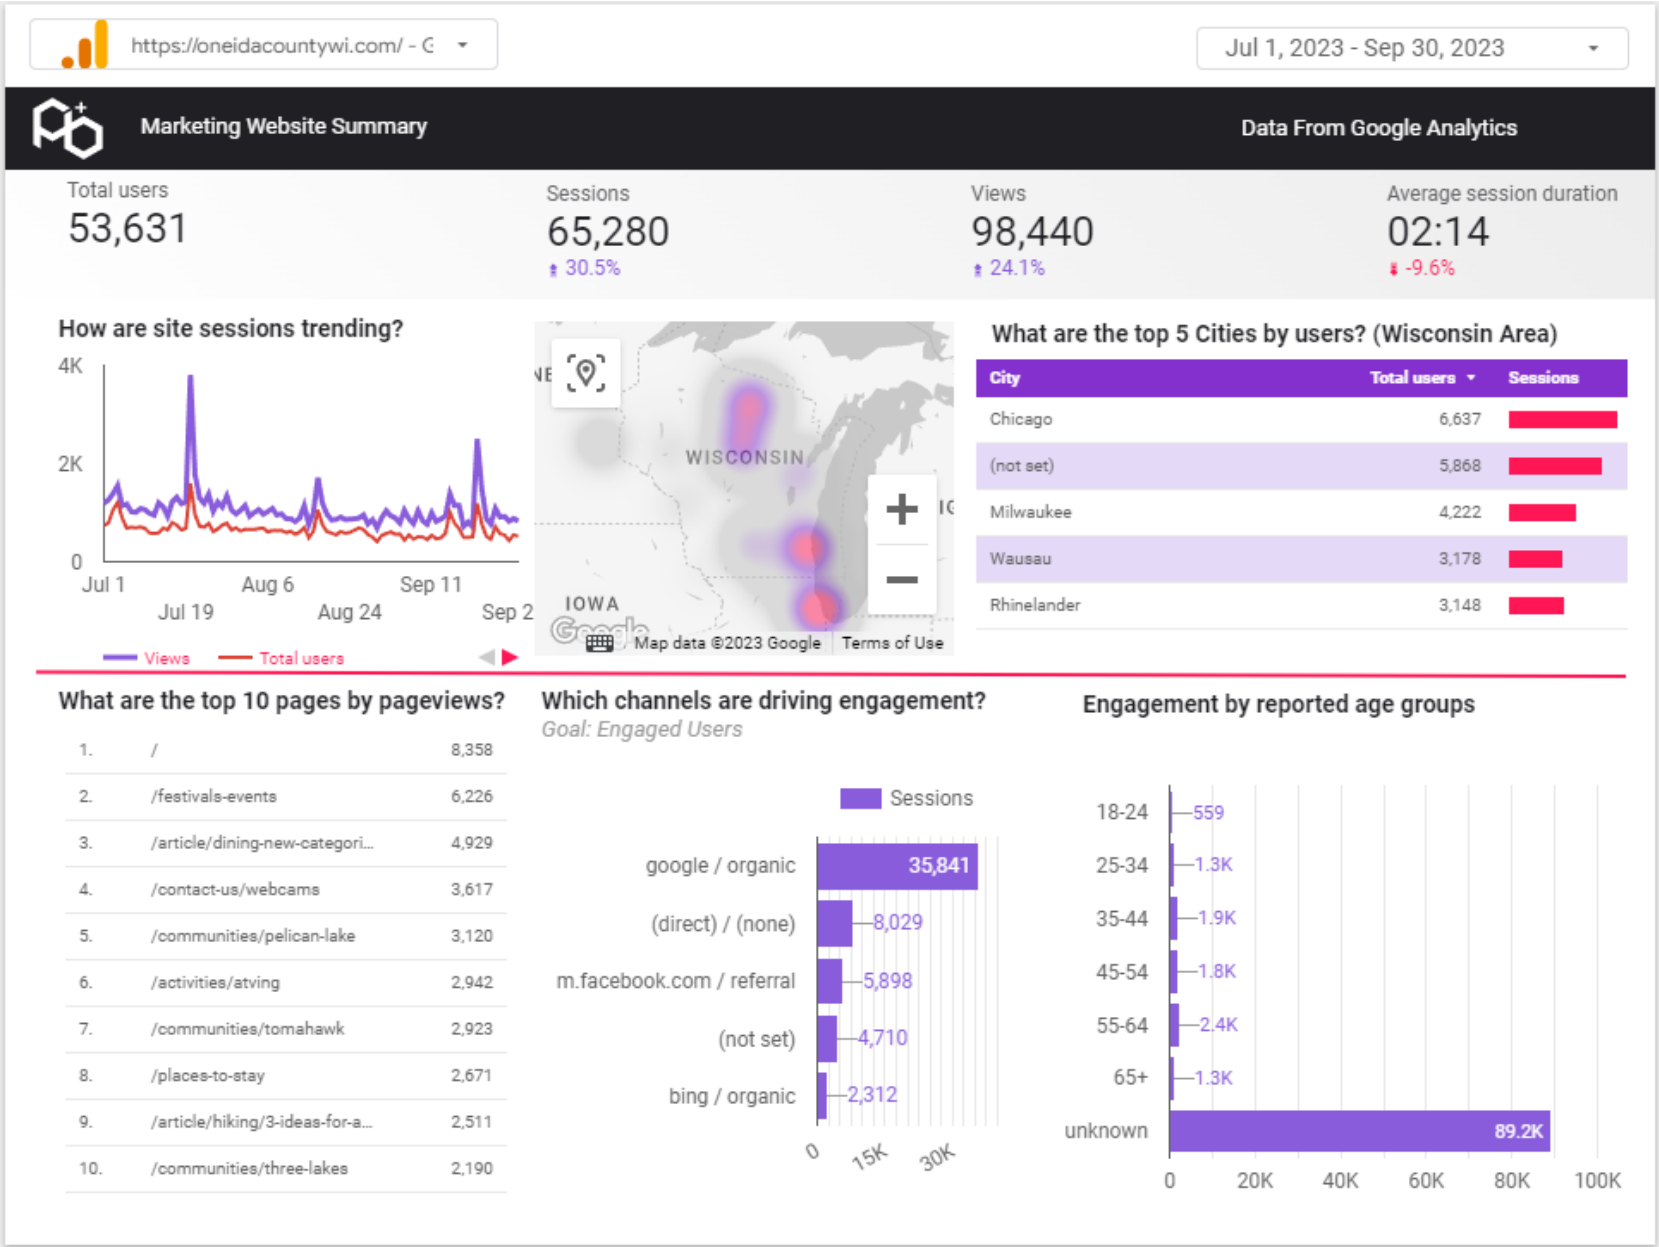 https://oneidacountywi.com/ - G
Jul 1, 2023 - Sep 30, 2023
Marketing Website Summary
Data From Google Analytics
Total users
53,631
Sessions
65,280
30.5%
Views
98,440
24.1%
Average session duration
02:14
-9.6%
How are site sessions trending?
4K
2K
0
Jul 1
Aug 6
Sep 11
Jul 19
Aug 24
Sep 2
Views
Total users
NE
WISCONSIN
IOWA
Google
Map data ©2023 Google
Terms of Use
What are the top 5 Cities by users? (Wisconsin Area)
City Total users Sessions
Chicago 6,637
(not set) 5,868
Milwaukee 4,222
Wausau 3,178
Rhinelander 3,148
What are the top 10 pages by pageviews?
1. / 8,358
2. /festivals-events 6,226
3. /article/dining-new-categori... 4,929
4. /contact-us/webcams 3,617
5. /communities/pelican-lake 3,120
6. /activities/atving 2,942
7. /communities/tomahawk 2,923
8. /places-to-stay 2,671
9. /article/hiking/3-ideas-for-a... 2,511
10. /communities/three-lakes 2,190
Which channels are driving engagement?
Goal: Engaged Users
Sessions
google / organic 35,841
(direct) / (none) 8,029
m.facebook.com / referral 5,898
(not set) 4,710
bing / organic 2,312
0 15K 30K
Engagement by reported age groups
18-24 559
25-34 1.3K
35-44 1.9K
45-54 1.8K
55-64 2.4K
65+ 1.3K
unknown 89.2K
0 20K 40K 60K 80K 100K